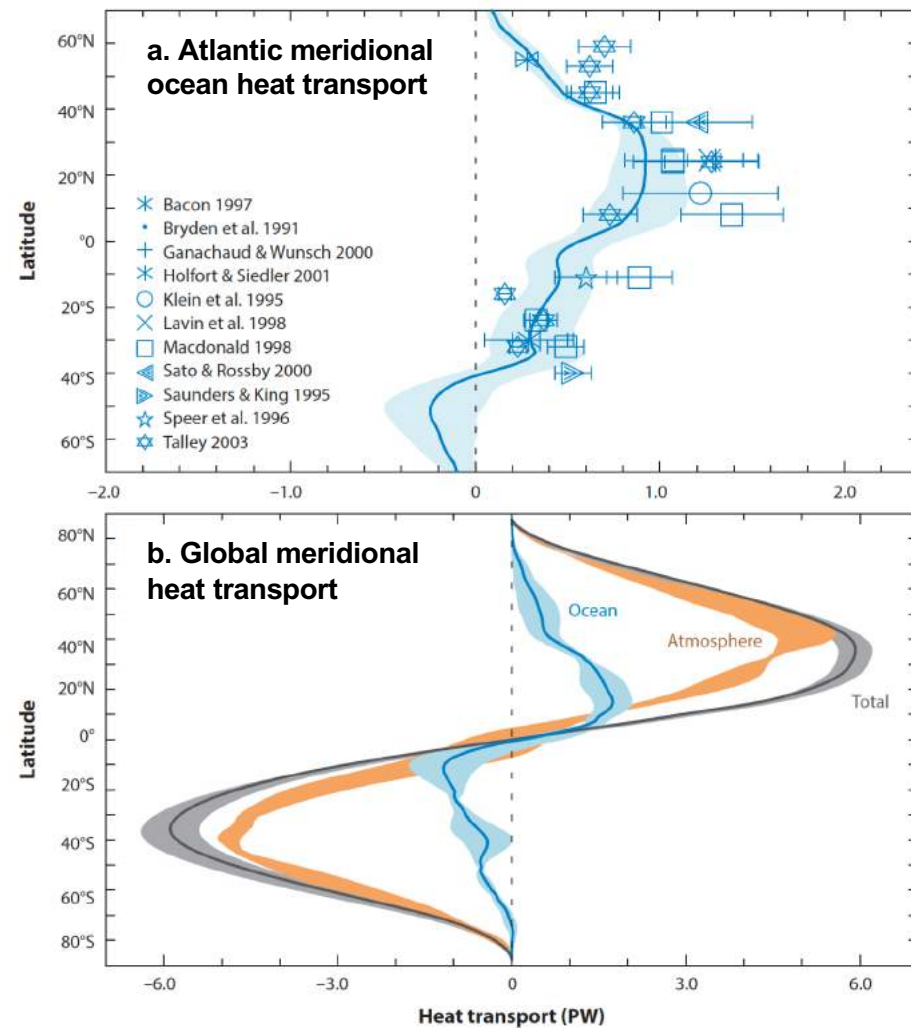 a. Atlantic meridional
ocean heat transport
60°N
40°N
20°N
°0
20°S
40°S
60°S
Latitude
Bacon 1997
Bryden et al. 1991
Ganachaud & Wunsch 2000
Holfort & Siedler 2001
Klein et al. 1995
Lavin et al. 1998
Macdonald 1998
Sato & Rossby 2000
Saunders & King 1995
Speer et al. 1996
Talley 2003
-2.0 -1.0 0 1.0 2.0
b. Global meridional
heat transport
80°N
60°N
40°N
20°N
0°
20°S
40°S
60°S
80°S
Latitude
Ocean
Atmosphere
Total
−6.0 −3.0 0 3.0 6.0
Heat transport (PW)